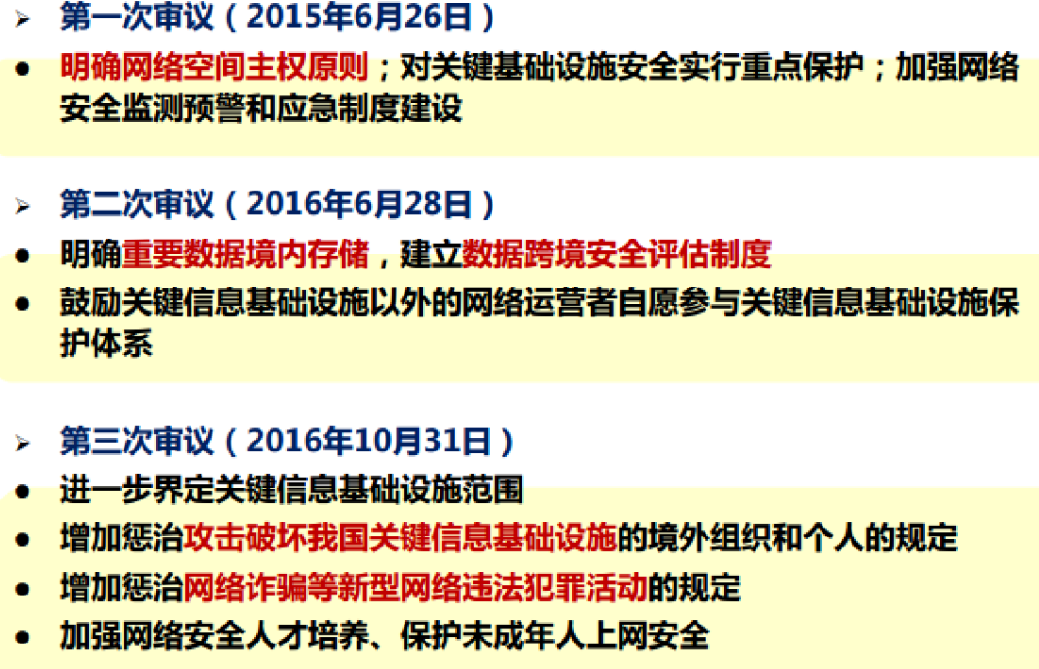 ➢ 第一次审议（2015年6月26日）
● 明确网络空间主权原则；对关键基础设施安全实行重点保护；加强网络
安全监测预警和应急制度建设
➢ 第二次审议（2016年6月28日）
● 明确重要数据境内存储，建立数据跨境安全评估制度
● 鼓励关键信息基础设施以外的网络运营者自愿参与关键信息基础设施保
护体系
➢ 第三次审议（2016年10月31日）
● 进一步界定关键信息基础设施范围
● 增加惩治攻击破坏我国关键信息基础设施的境外组织和个人的规定
● 增加惩治网络诈骗等新型网络违法犯罪活动的规定
● 加强网络安全人才培养、保护未成年人上网安全